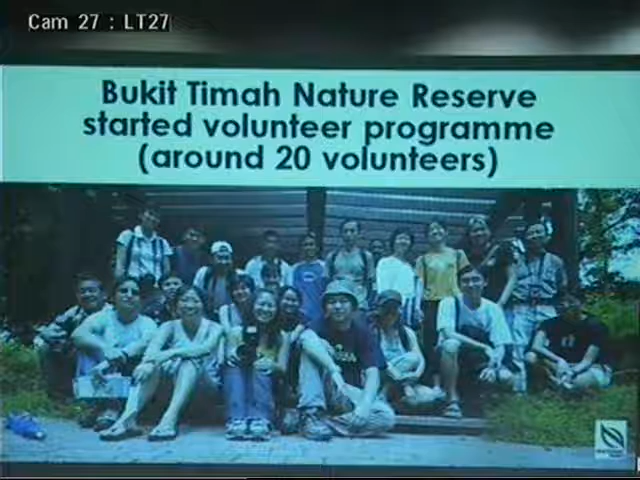 Cam 27 : LT27
Bukit Timah Nature Reserve
started volunteer programme
(around 20 volunteers)